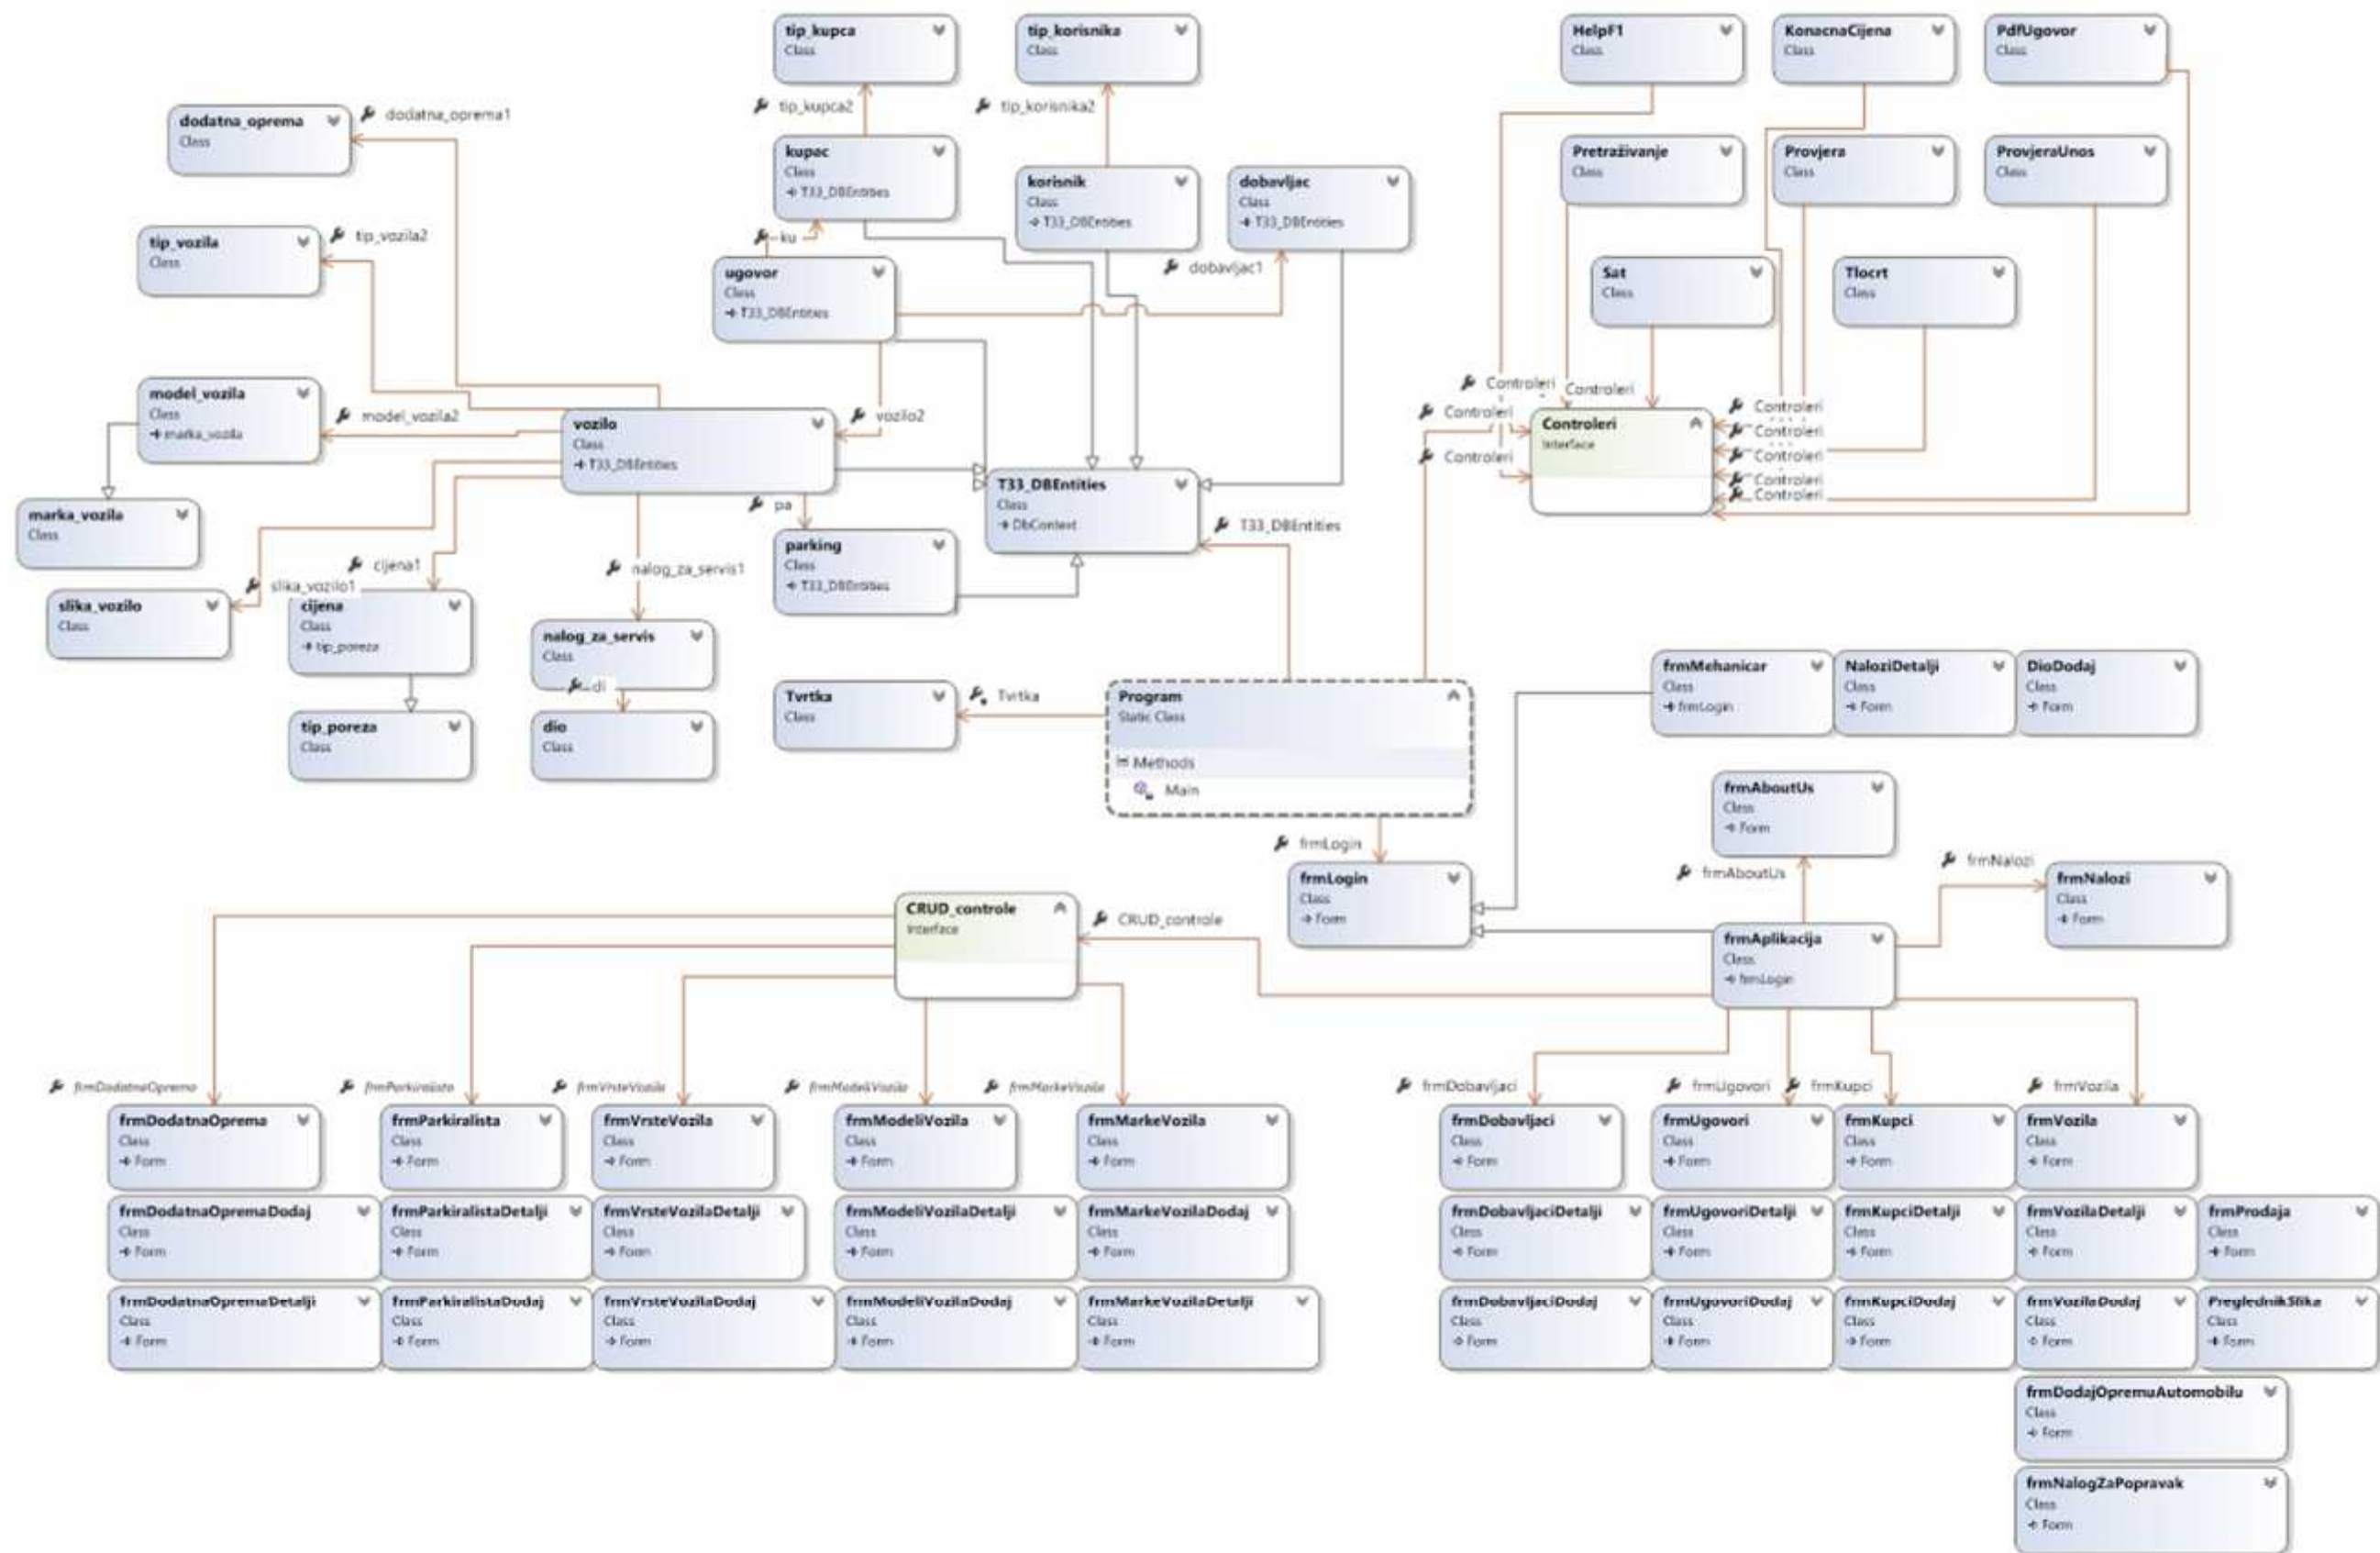 tip_kupca
Class
tip_korisnika
Class
HelpF1
Class
KonacnaCijena
Class
PdfUgovor
Class
tip_kupca2
tip_korisnika2
dodatna_oprema
Class
dodatna_oprema1
kupac
Class
T33_DBEntities
korisnik
Class
T33_DBEntities
dobavljac
Class
T33_DBEntities
Pretraživanje
Class
Provjera
Class
ProvjeraUnos
Class
tip_vozila
Class
tip_vozila2
ku
ugovor
Class
T33_DBEntities
dobavljac1
Sat
Class
Tlocrt
Class
model_vozila
Class
marka_vozila
model_vozila2
vozilo
Class
T33_DBEntities
vozilo2
Controleri
Controleri
Controleri
Controleri
Controleri
Interface
Controleri
Controleri
Controleri
Controleri
Controleri
marka_vozila
Class
T33_DBEntities
Class
DbContext
T33_DBEntities
pa
parking
Class
T33_DBEntities
cijena1
nalog_za_servis1
slika_vozilo1
slika_vozilo
Class
cijena
Class
tip_poreza
nalog_za_servis
Class
di
tip_poreza
Class
dio
Class
Tvrtka
Class
Tvrtka
Program
Static Class
Methods
Main
frmMehanicar
Class
frmLogin
NaloziDetalji
Class
Form
DioDodaj
Class
Form
frmAboutUs
Class
Form
frmLogin
frmLogin
Class
Form
frmAboutUs
frmNalozi
frmNalozi
Class
Form
CRUD_controle
Interface
CRUD_controle
frmAplikacija
Class
frmLogin
frmDodatnaOprema
frmParkiralista
frmVrsteVozila
frmModeliVozila
frmMarkeVozila
frmDobavljaci
frmUgovori
frmKupci
frmVozila
frmDodatnaOprema
Class
Form
frmParkiralista
Class
Form
frmVrsteVozila
Class
Form
frmModeliVozila
Class
Form
frmMarkeVozila
Class
Form
frmDobavljaci
Class
Form
frmUgovori
Class
Form
frmKupci
Class
Form
frmVozila
Class
Form
frmDodatnaOpremaDodaj
Class
Form
frmParkiralistaDetalji
Class
Form
frmVrsteVozilaDetalji
Class
Form
frmModeliVozilaDetalji
Class
Form
frmMarkeVozilaDodaj
Class
Form
frmDobavljaciDetalji
Class
Form
frmUgovoriDetalji
Class
Form
frmKupciDetalji
Class
Form
frmVozilaDetalji
Class
Form
frmProdaja
Class
Form
frmDodatnaOpremaDetalji
Class
Form
frmParkiralistaDodaj
Class
Form
frmVrsteVozilaDodaj
Class
Form
frmModeliVozilaDodaj
Class
Form
frmMarkeVozilaDetalji
Class
Form
frmDobavljaciDodaj
Class
Form
frmUgovoriDodaj
Class
Form
frmKupciDodaj
Class
Form
frmVozilaDodaj
Class
Form
PreglednikSlika
Class
Form
frmDodajOpremuAutomobilu
Class
Form
frmNalogZaPopravak
Class
Form